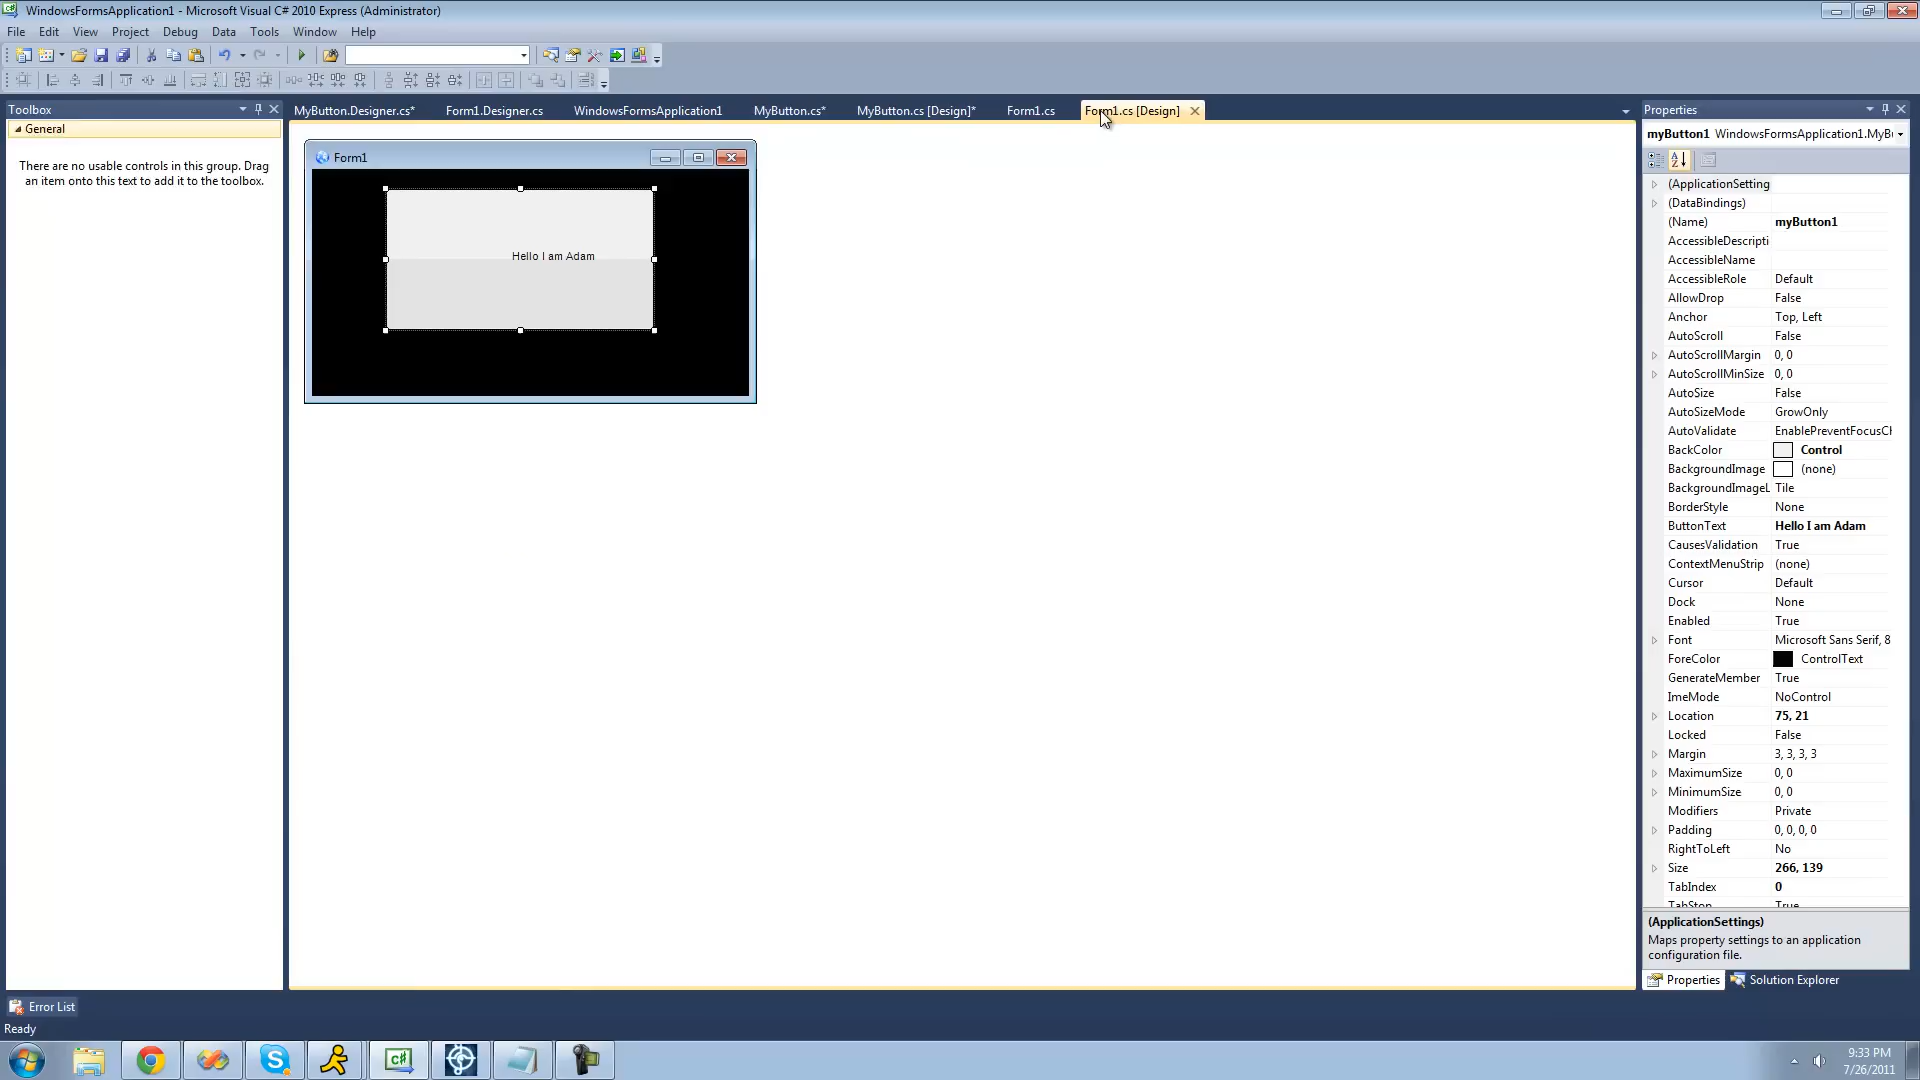 WindowsFormsApplication1 - Microsoft Visual C# 2010 Express (Administrator)
File Edit View Project Debug Data Tools Window Help
Toolbox
General
There are no usable controls in this group. Drag
an item onto this text to add it to the toolbox.
MyButton.Designer.cs* Form1.Designer.cs WindowsFormsApplication1 MyButton.cs* MyButton.cs [Design]* Form1.cs Form1.cs [Design]
Form1
Hello I am Adam
Properties
myButton1 WindowsFormsApplication1.MyB
(ApplicationSetting
(DataBindings)
(Name) myButton1
AccessibleDescripti
AccessibleName
AccessibleRole Default
AllowDrop False
Anchor Top, Left
AutoScroll False
AutoScrollMargin 0, 0
AutoScrollMinSize 0, 0
AutoSize False
AutoSizeMode GrowOnly
AutoValidate EnablePreventFocusCh
BackColor Control
BackgroundImage (none)
BackgroundImageL Tile
BorderStyle None
ButtonText Hello I am Adam
CausesValidation True
ContextMenuStrip (none)
Cursor Default
Dock None
Enabled True
Font Microsoft Sans Serif, 8
ForeColor ControlText
GenerateMember True
ImeMode NoControl
Location 75, 21
Locked False
Margin 3, 3, 3, 3
MaximumSize 0, 0
MinimumSize 0, 0
Modifiers Private
Padding 0, 0, 0, 0
RightToLeft No
Size 266, 139
TabIndex 0
TabStop True
(ApplicationSettings)
Maps property settings to an application
configuration file.
Properties Solution Explorer
Error List
Ready
9:33 PM
7/26/2011